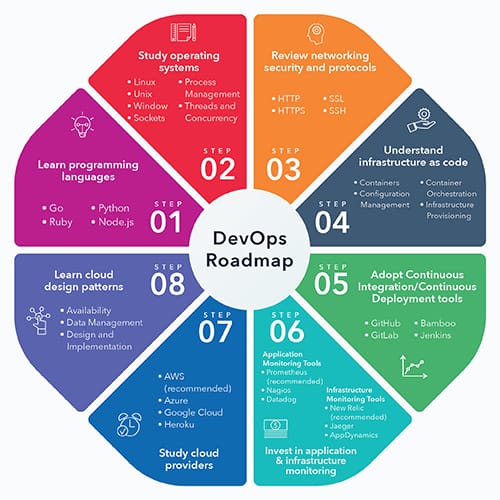 DevOps
Roadmap
Learn programming
languages
• Go
• Ruby
• Python
• Node.js
STEP
01
Study operating
systems
• Linux
• Unix
• Window
• Sockets
• Process
Management
• Threads and
Concurrency
STEP
02
Review networking
security and protocols
• HTTP
• HTTPS
• SSL
• SSH
STEP
03
Understand
infrastructure as code
• Containers
• Configuration
Management
• Container
Orchestration
• Infrastructure
Provisioning
STEP
04
Adopt Continuous
Integration/Continuous
Deployment tools
• GitHub
• GitLab
• Bamboo
• Jenkins
STEP
05
STEP
06
Application
Monitoring Tools
• Prometheus
(recommended)
• Nagios
• Datadog
Infrastructure
Monitoring Tools
• New Relic
(recommended)
• Jaeger
• AppDynamics
Invest in application
& infrastructure
monitoring
STEP
07
• AWS
(recommended)
• Azure
• Google Cloud
• Heroku
Study cloud
providers
STEP
08
Learn cloud
design patterns
• Availability
• Data Management
• Design and
Implementation